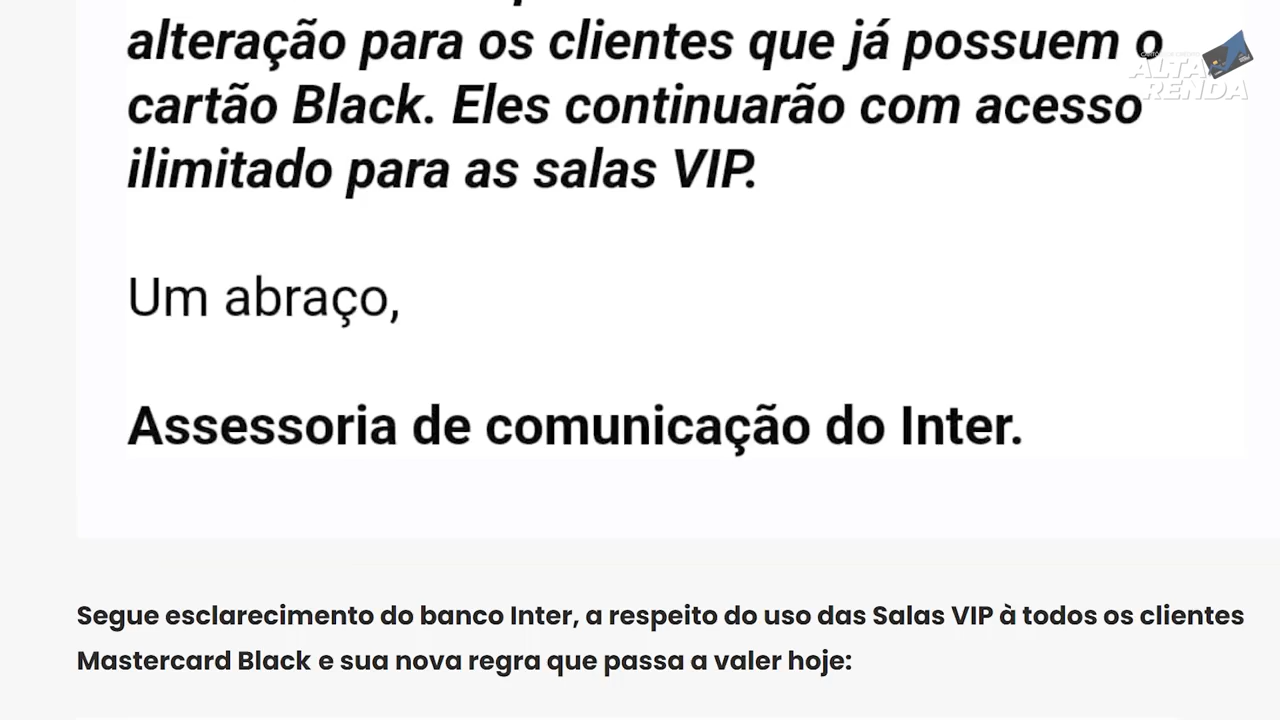 alteração para os clientes que já possuem o
cartão Black. Eles continuarão com acesso
ilimitado para as salas VIP.
Um abraço,
Assessoria de comunicação do Inter.
Segue esclarecimento do banco Inter, a respeito do uso das Salas VIP à todos os clientes
Mastercard Black e sua nova regra que passa a valer hoje:
ALTA
RENDA